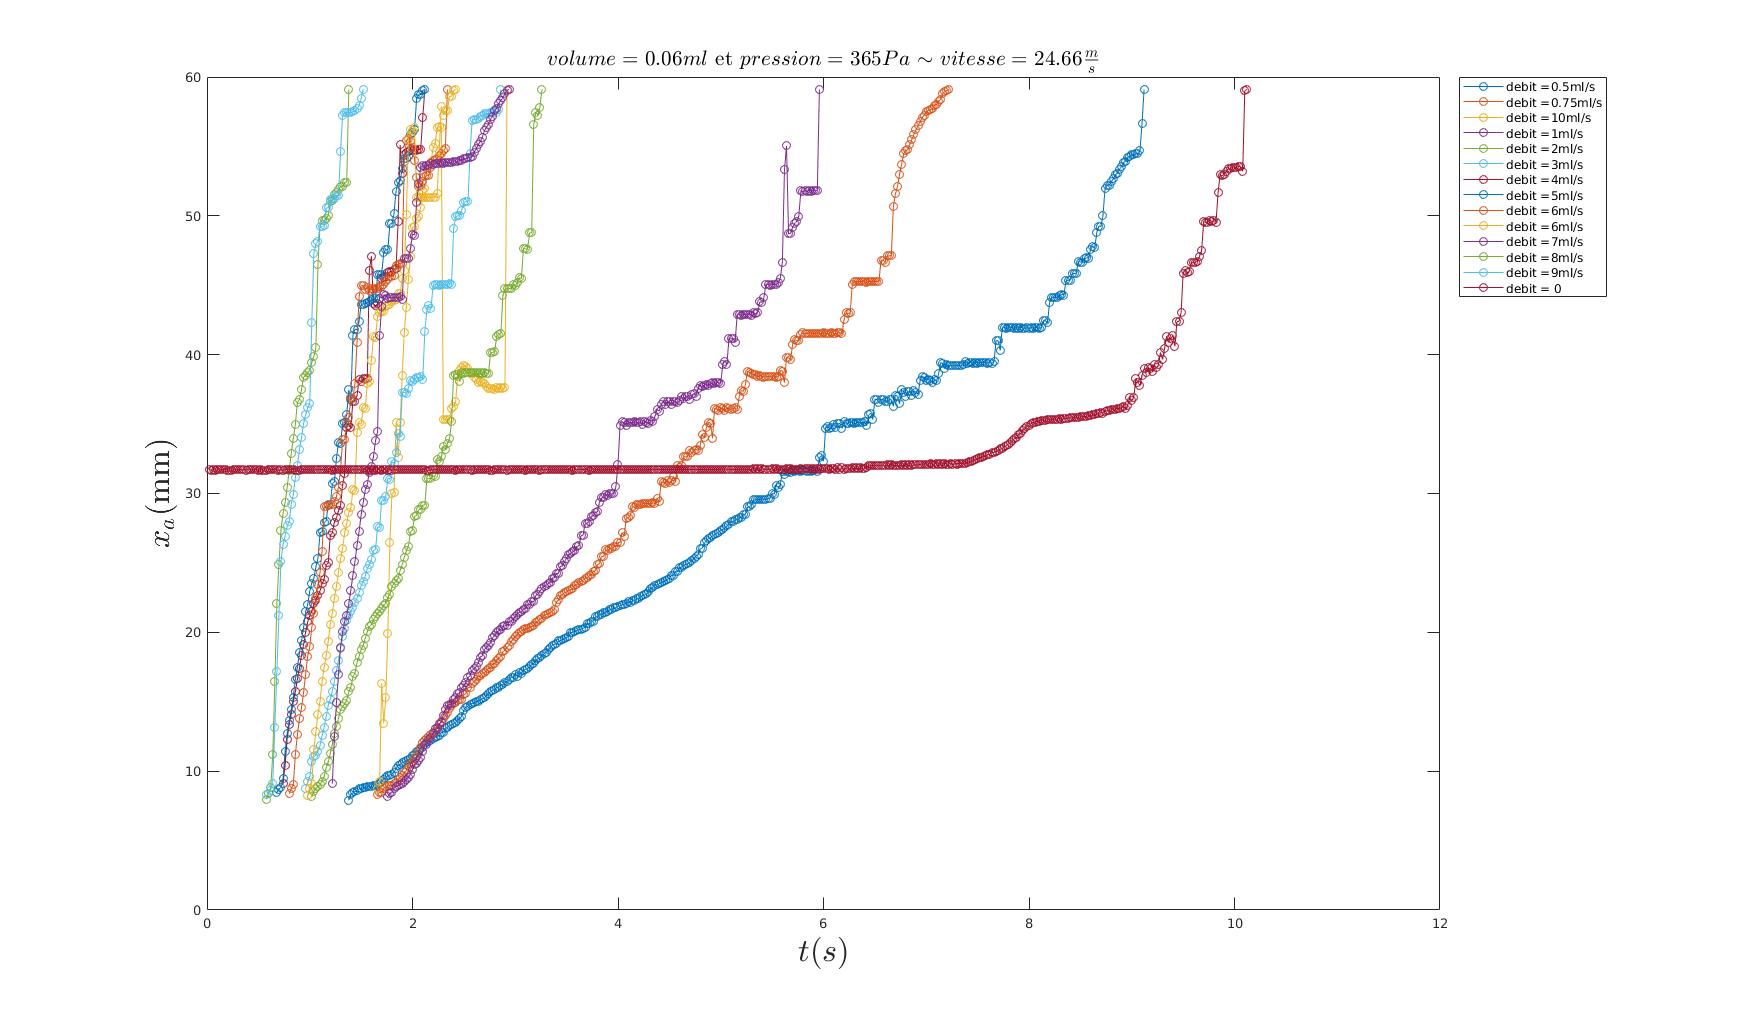 volume = 0.06ml et pression = 365Pa ∼ vitesse = 24.66 m/s
60
50
40
30
20
10
0
x_a(mm)
0 2 4 6 8 10 12
t(s)
debit =0.5ml/s
debit =0.75ml/s
debit =10ml/s
debit =1ml/s
debit =2ml/s
debit =3ml/s
debit =4ml/s
debit =5ml/s
debit =6ml/s
debit =6ml/s
debit =7ml/s
debit =8ml/s
debit =9ml/s
debit = 0